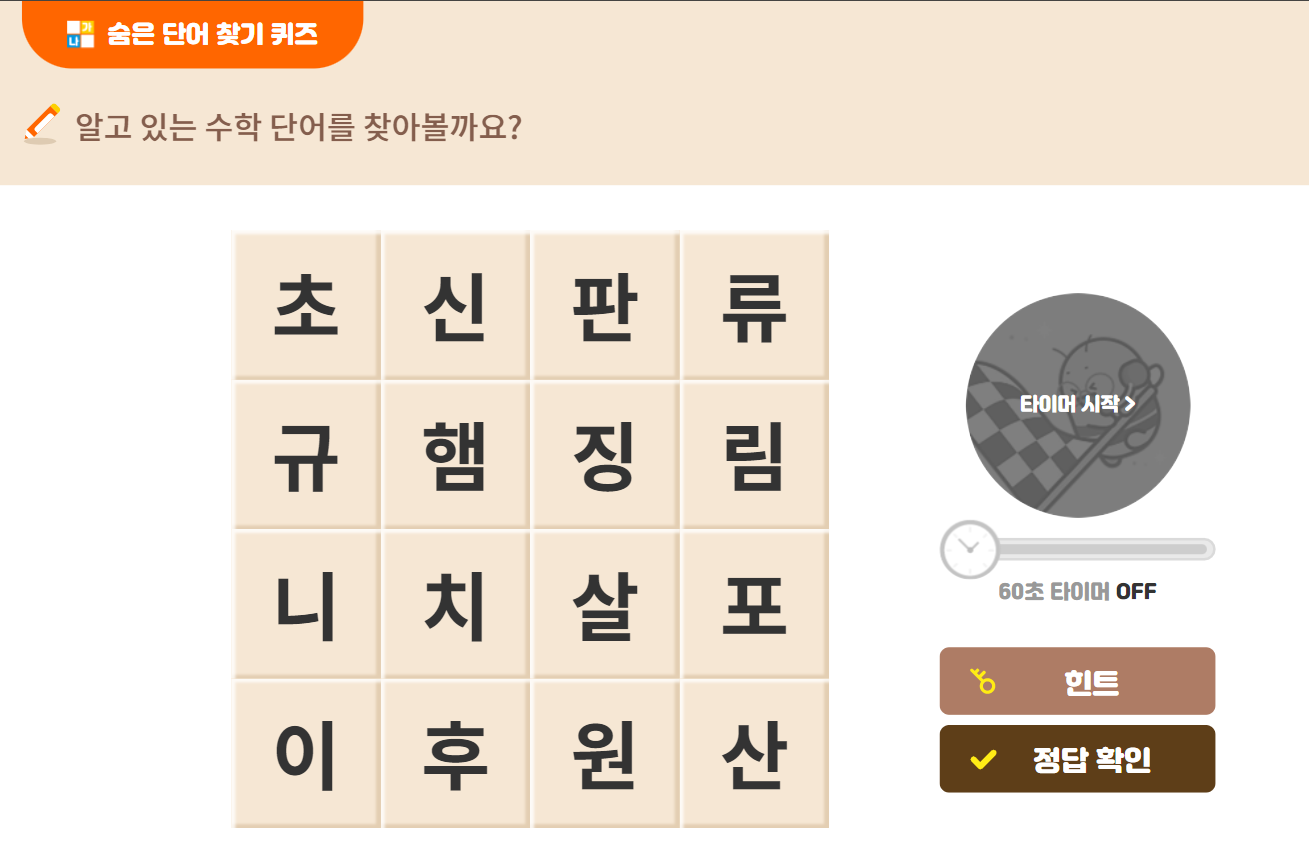 숨은 단어 찾기 퀴즈
알고 있는 수학 단어를 찾아볼까요?
초 신 판 류
규 햄 징 림
니 치 살 포
이 후 원 산
타이머 시작 >
60초 타이머 OFF
힌트
정답 확인